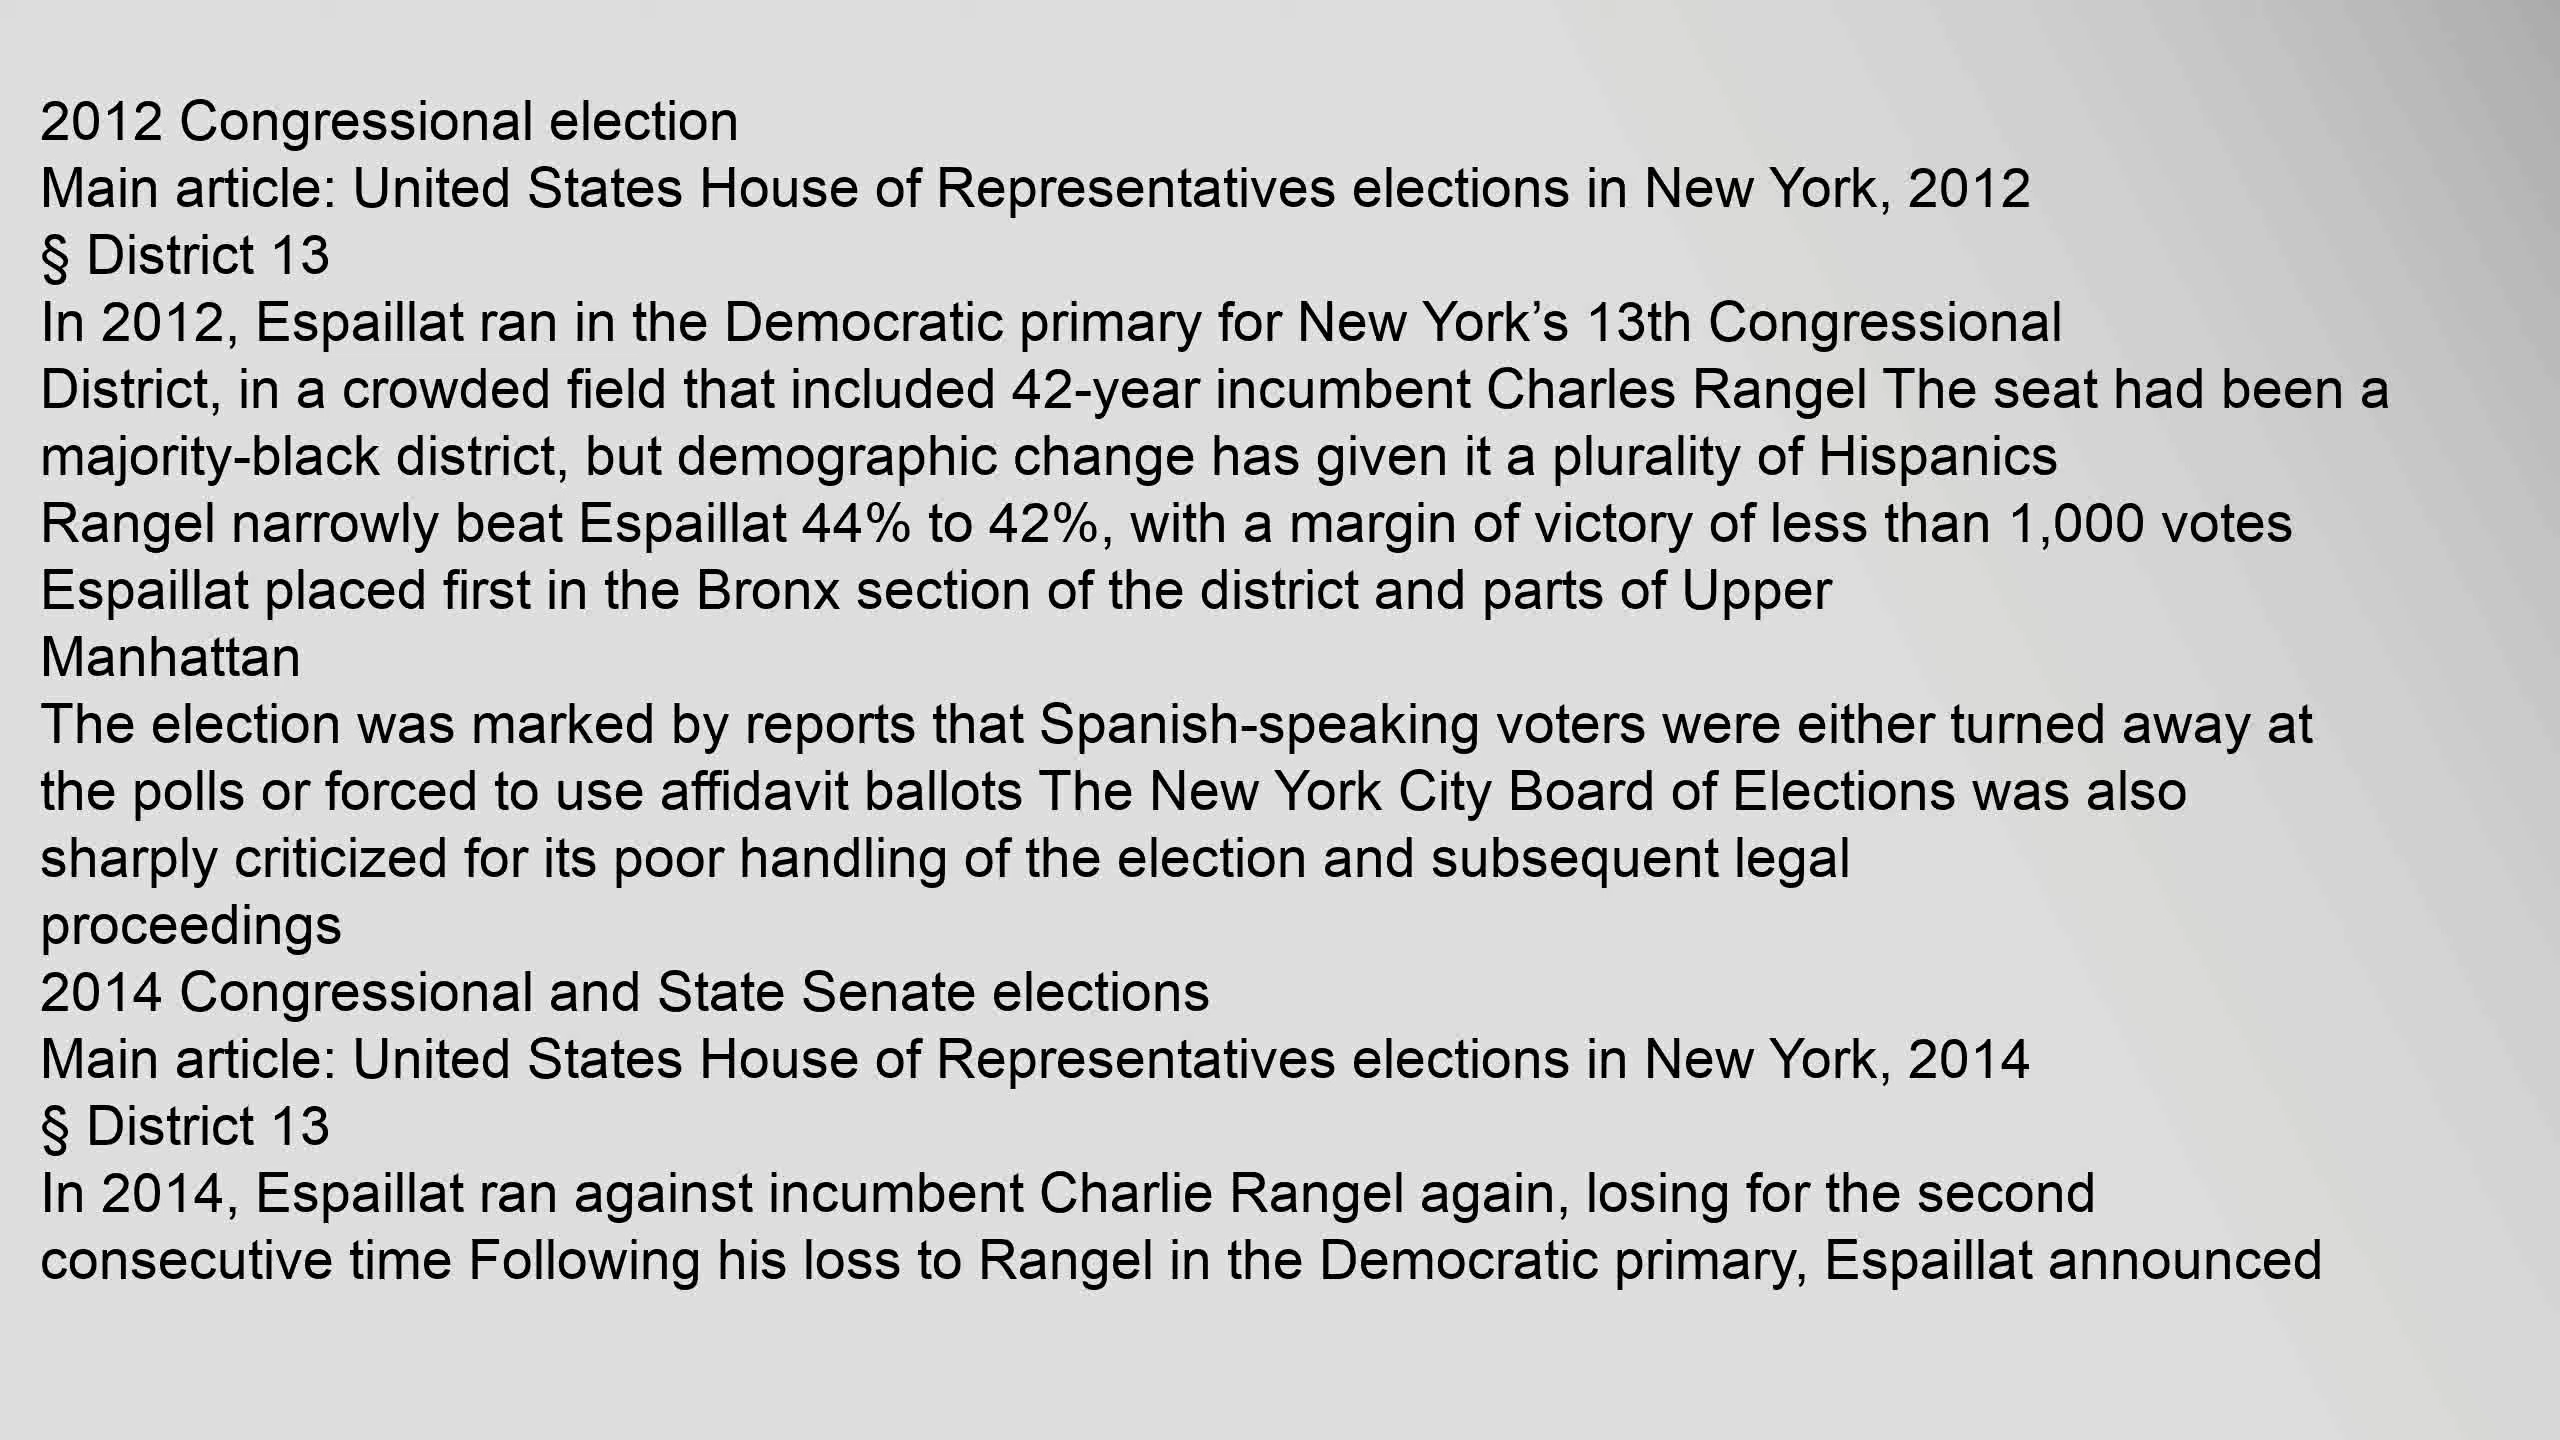 2012 Congressional election
Main article: United States House of Representatives elections in New York, 2012
§ District 13
In 2012, Espaillat ran in the Democratic primary for New York’s 13th Congressional
District, in a crowded field that included 42-year incumbent Charles Rangel The seat had been a
majority-black district, but demographic change has given it a plurality of Hispanics
Rangel narrowly beat Espaillat 44% to 42%, with a margin of victory of less than 1,000 votes
Espaillat placed first in the Bronx section of the district and parts of Upper
Manhattan
The election was marked by reports that Spanish-speaking voters were either turned away at
the polls or forced to use affidavit ballots The New York City Board of Elections was also
sharply criticized for its poor handling of the election and subsequent legal
proceedings
2014 Congressional and State Senate elections
Main article: United States House of Representatives elections in New York, 2014
§ District 13
In 2014, Espaillat ran against incumbent Charlie Rangel again, losing for the second
consecutive time Following his loss to Rangel in the Democratic primary, Espaillat announced